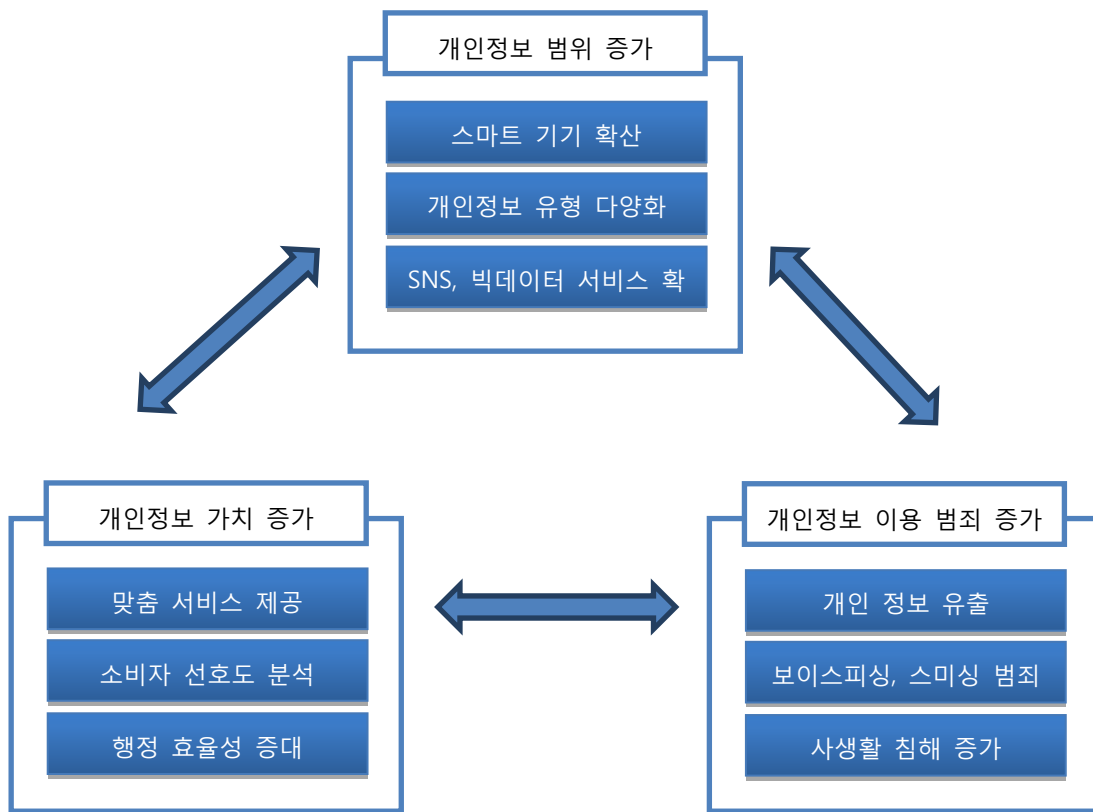 개인정보 범위 증가
스마트 기기 확산
개인정보 유형 다양화
SNS, 빅데이터 서비스 확
개인정보 가치 증가
맞춤 서비스 제공
소비자 선호도 분석
행정 효율성 증대
개인정보 이용 범죄 증가
개인 정보 유출
보이스피싱, 스미싱 범죄
사생활 침해 증가